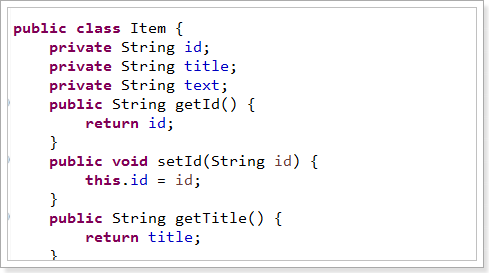 public class Item {
    private String id;
    private String title;
    private String text;
    public String getId() {
        return id;
    }
    public void setId(String id) {
        this.id = id;
    }
    public String getTitle() {
        return title;
    }